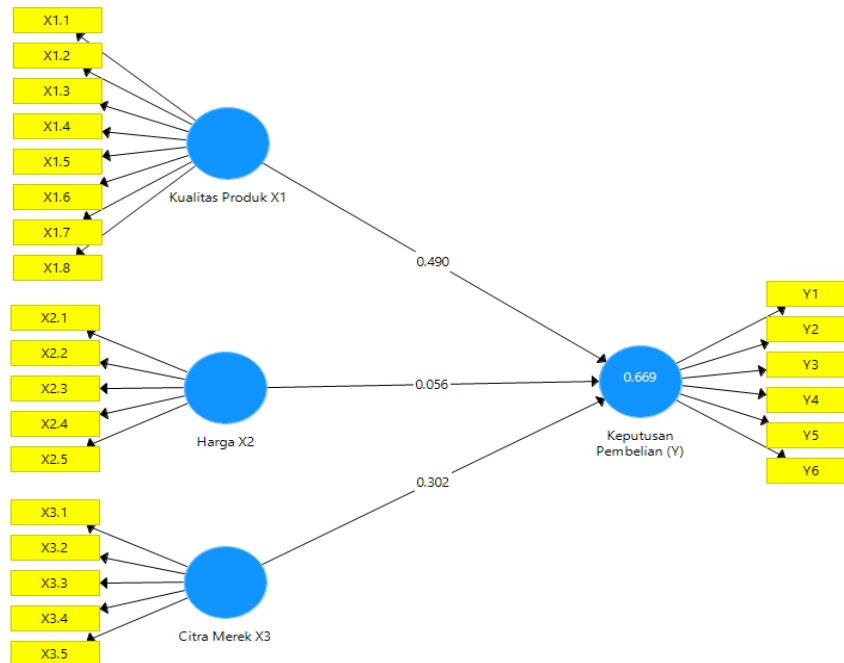 X1.1
X1.2
X1.3
X1.4
X1.5
X1.6
X1.7
X1.8
Kualitas Produk X1
0.490
X2.1
X2.2
X2.3
X2.4
X2.5
Harga X2
0.056
X3.1
X3.2
X3.3
X3.4
X3.5
Citra Merek X3
0.302
0.669
Keputusan
Pembelian (Y)
Y1
Y2
Y3
Y4
Y5
Y6